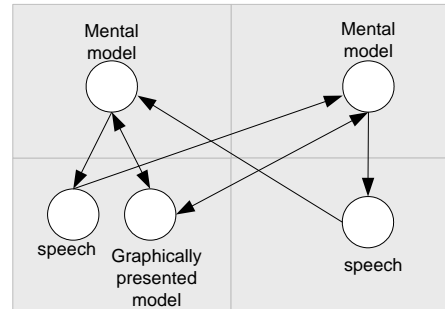 Mental
model
Mental
model
speech
Graphically
presented
model
speech